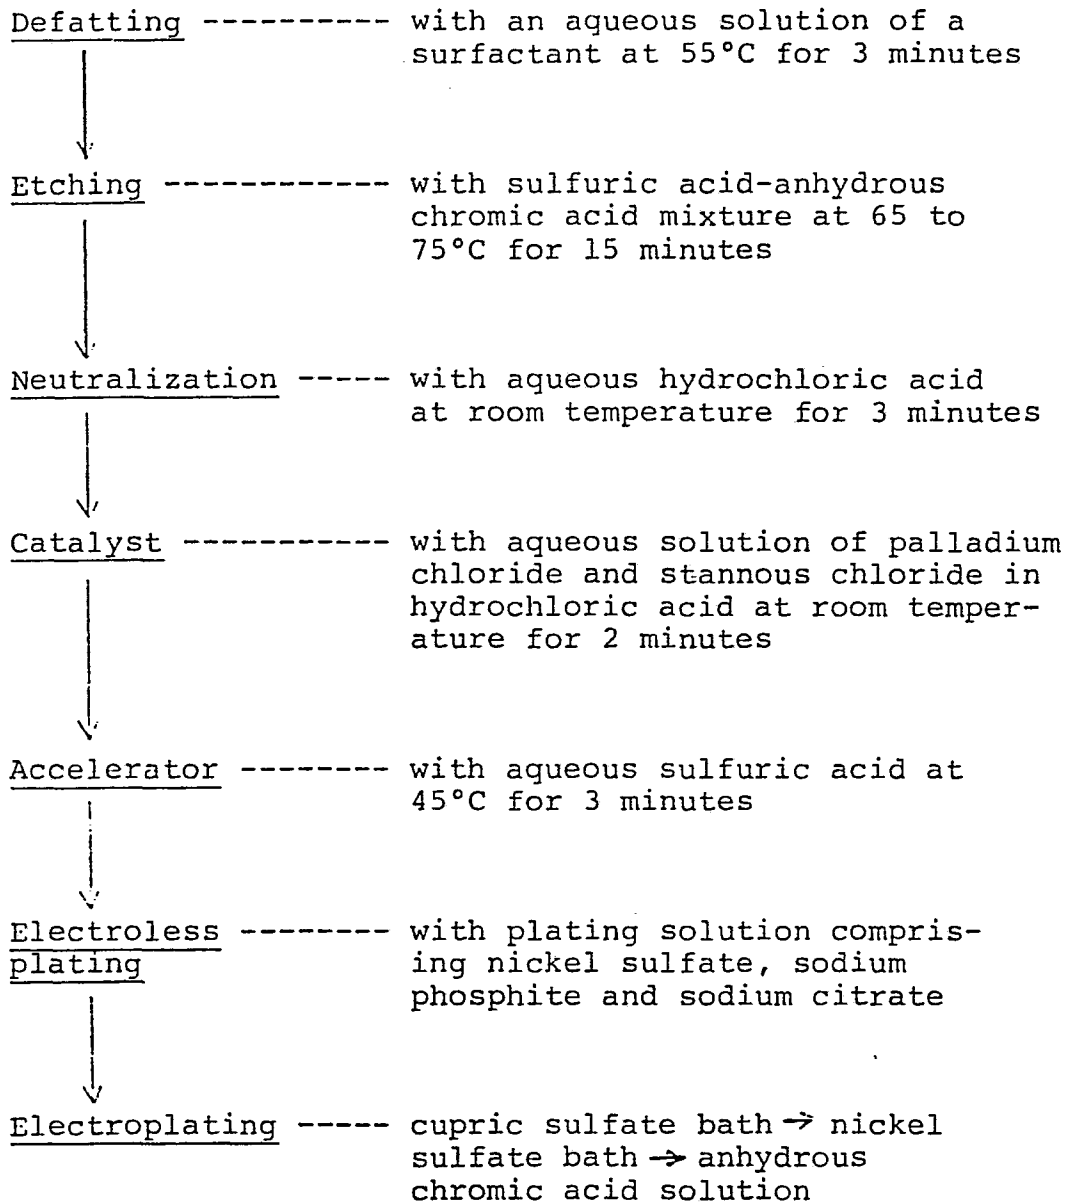 Defatting ---------- with an aqueous solution of a
surfactant at 55°C for 3 minutes
Etching ------------ with sulfuric acid-anhydrous
chromic acid mixture at 65 to
75°C for 15 minutes
Neutralization ----- with aqueous hydrochloric acid
at room temperature for 3 minutes
Catalyst ----------- with aqueous solution of palladium
chloride and stannous chloride in
hydrochloric acid at room temper-
ature for 2 minutes
Accelerator -------- with aqueous sulfuric acid at
45°C for 3 minutes
Electroless -------- with plating solution compris-
plating ing nickel sulfate, sodium
phosphite and sodium citrate
Electroplating ----- cupric sulfate bath → nickel
sulfate bath → anhydrous
chromic acid solution